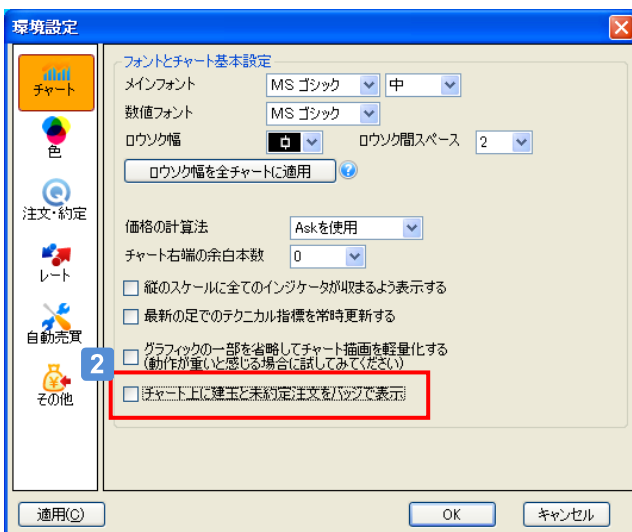 環境設定
チャート
色
注文・約定
レート
自動売買
その他
フォントとチャート基本設定
メインフォント MS ゴシック 中
数値フォント MS ゴシック
ロウソク幅 ロウソク間スペース 2
ロウソク幅を全チャートに適用 ?
価格の計算法 Askを使用
チャート右端の余白本数 0
縦のスケールに全てのインジケータが収まるよう表示する
最新の足でのテクニカル指標を常時更新する
グラフィックの一部を省略してチャート描画を軽量化する
(動作が重いと感じる場合に試してみてください)
2
チャート上に建玉と未約定注文をバッジで表示
適用(C) OK キャンセル